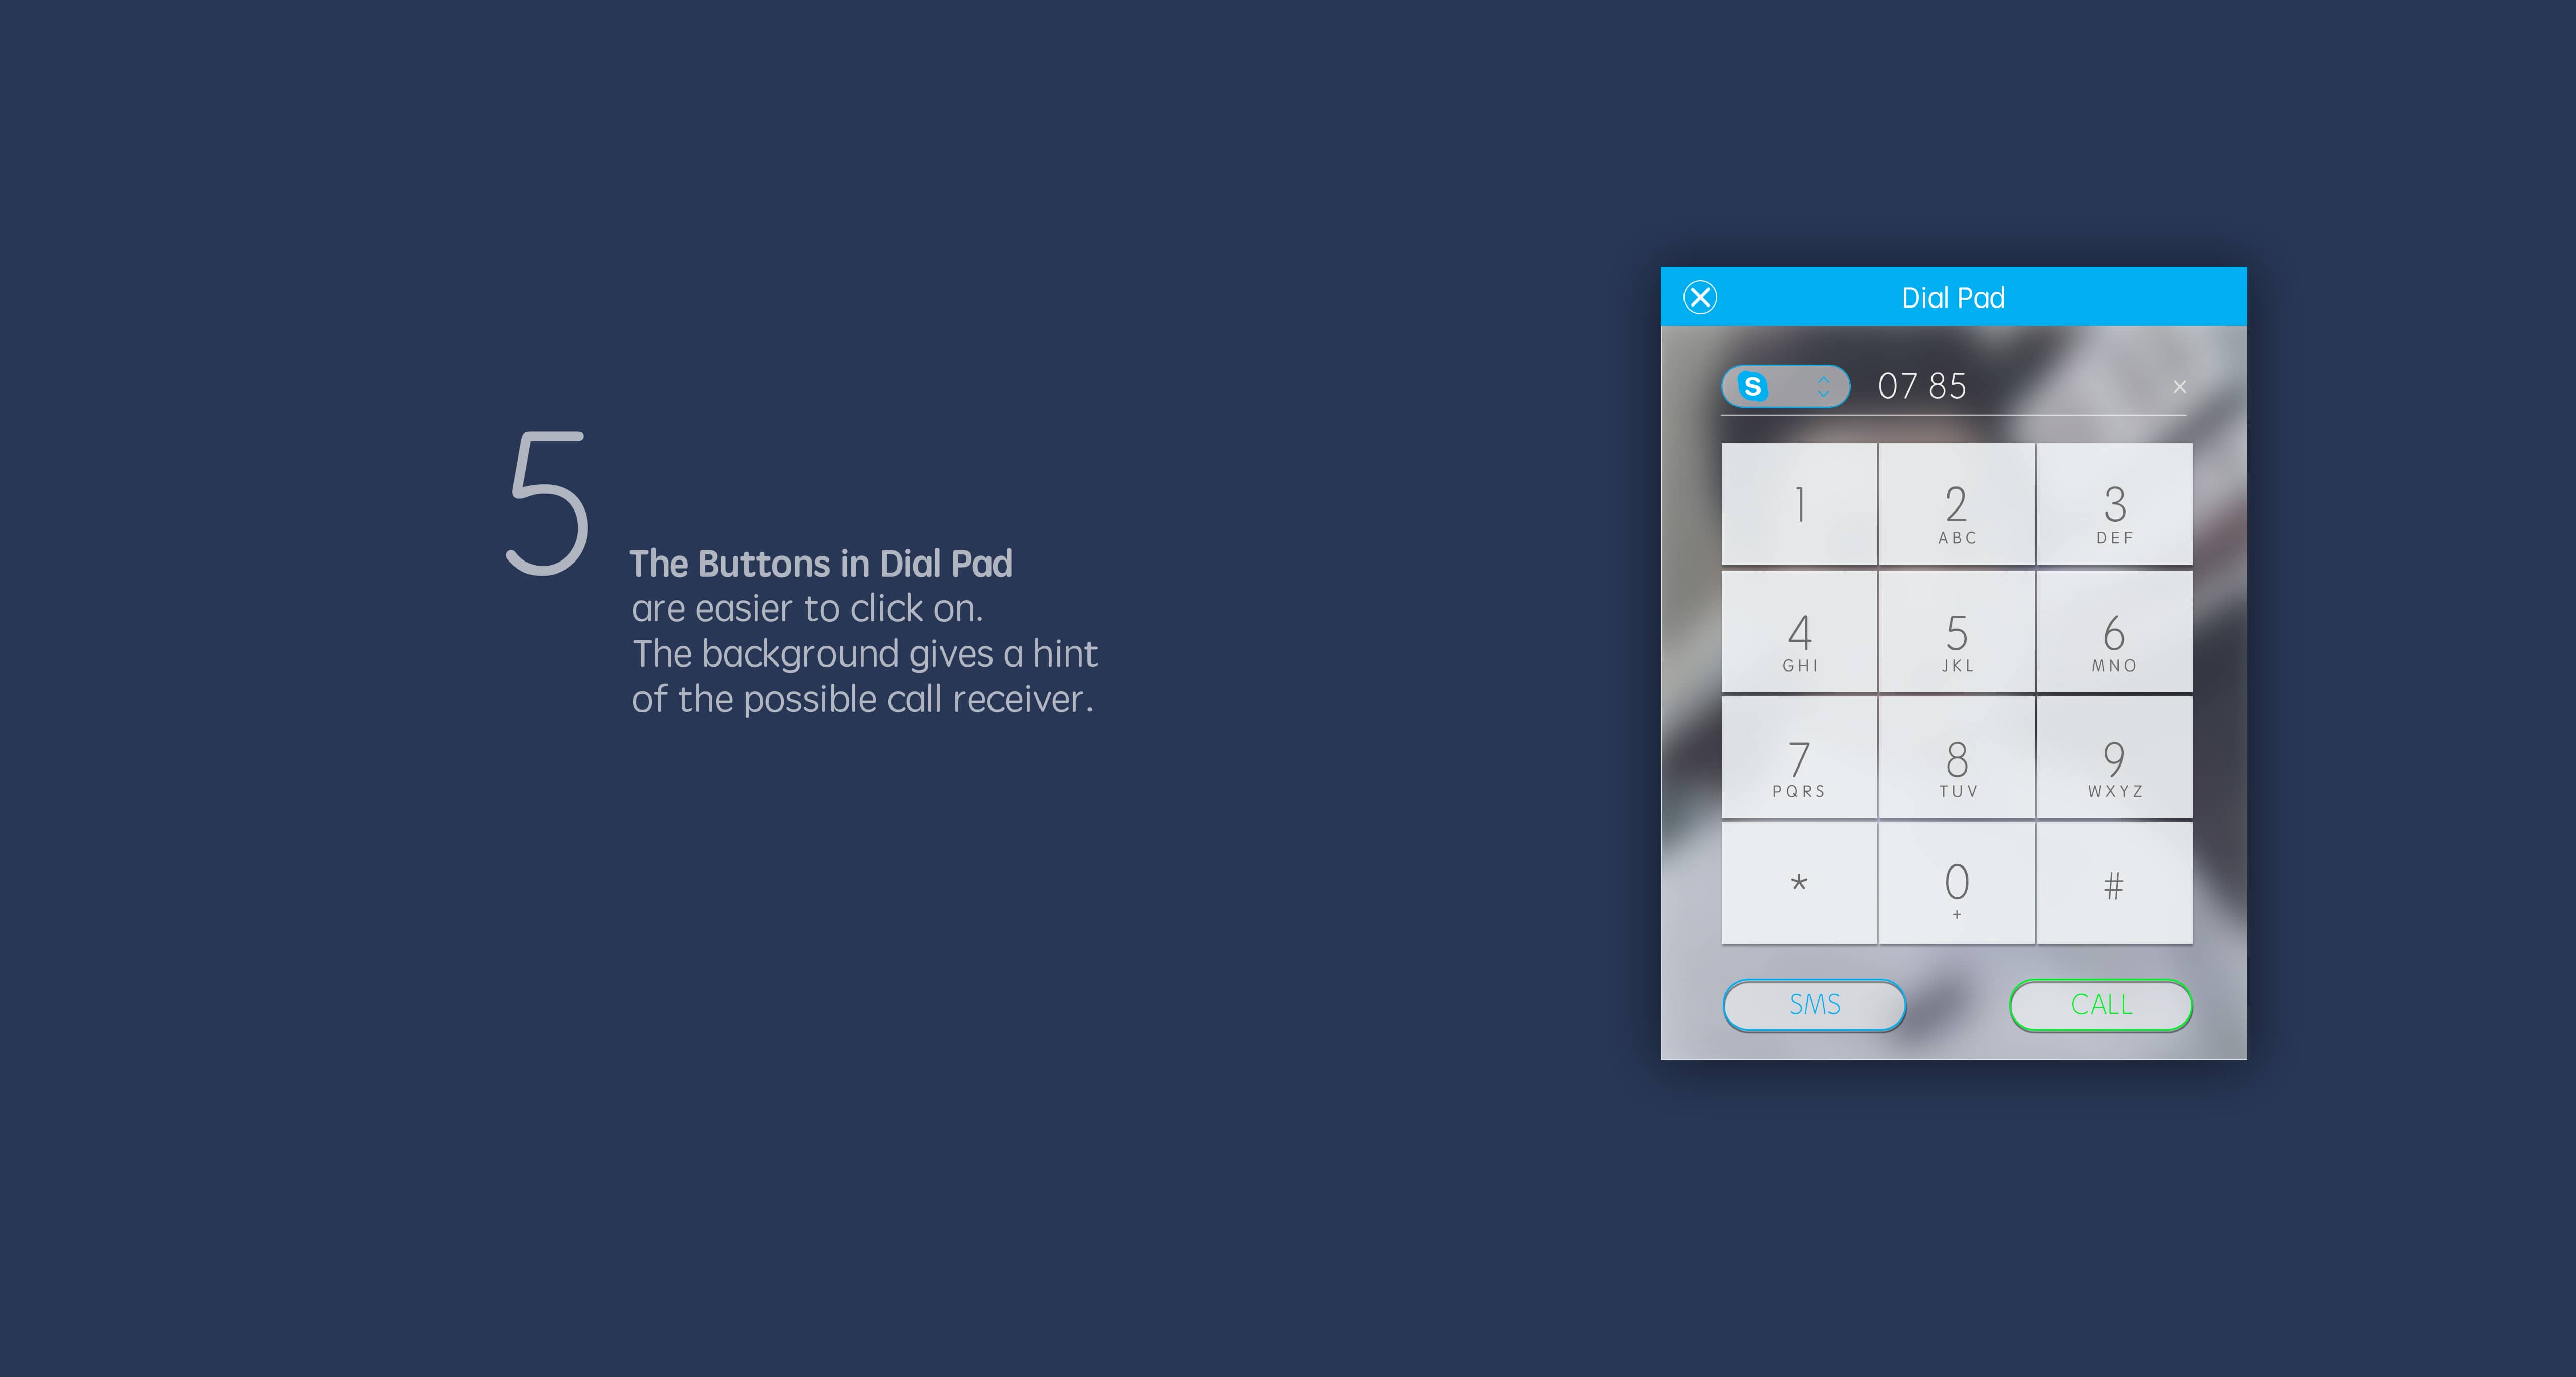 5
The Buttons in Dial Pad
are easier to click on.
The background gives a hint
of the possible call receiver.
Dial Pad
S
07 85
1
2
3
ABC
DEF
4
5
6
GHI
JKL
MNO
7
8
9
PQRS
TUV
WXYZ
*
0
#
+
SMS
CALL